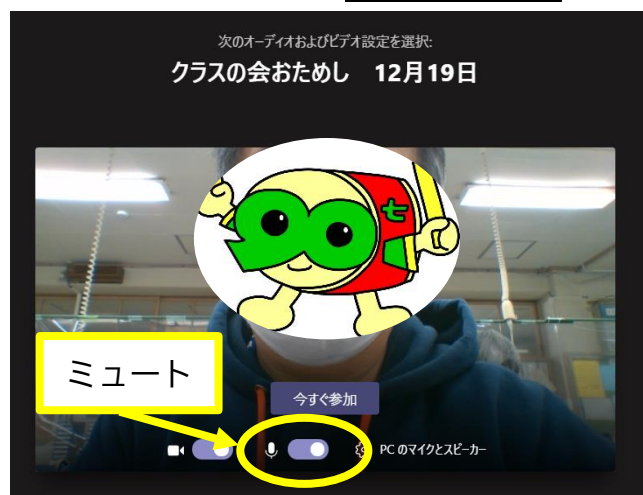 次のオーディオおよびビデオ設定を選択:
クラスの会おためし　12月19日
ミュート
今すぐ参加
PC のマイクとスピーカー